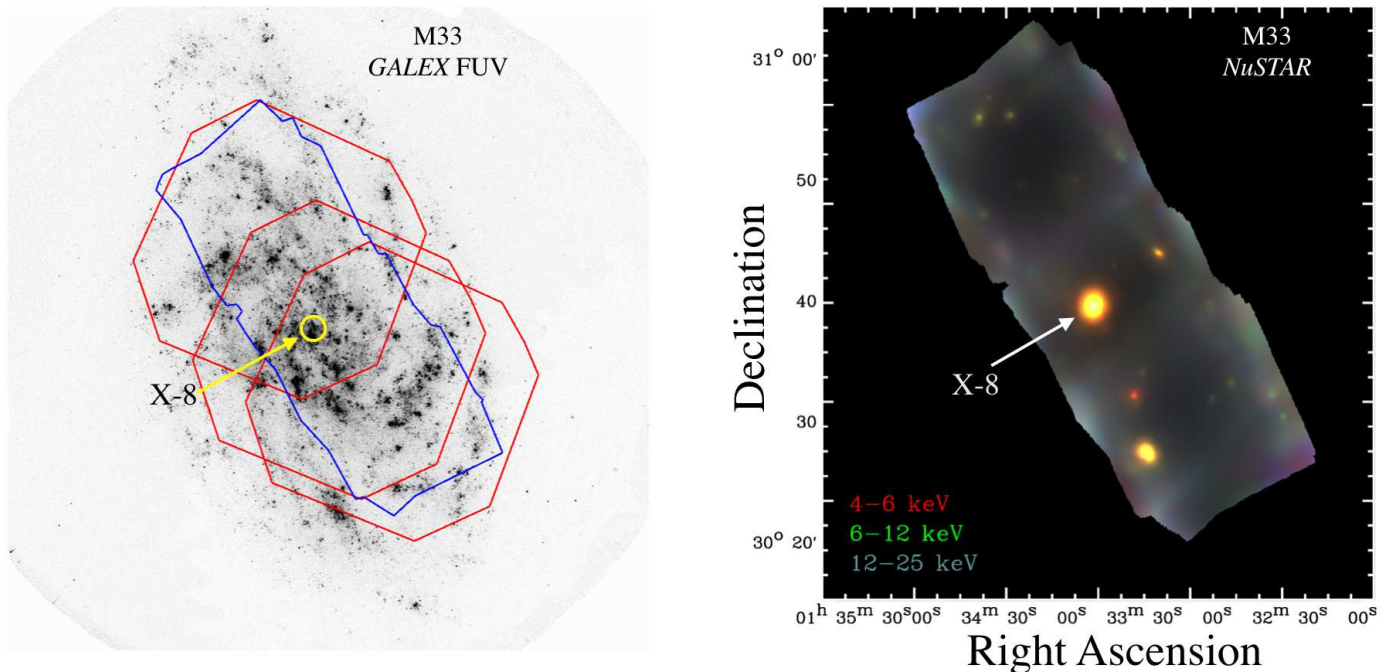 M33
GALEX FUV
X-8
M33
NuSTAR
31° 00'
50
40
30
30° 20'
Declination
X-8
4-6 keV
6-12 keV
12-25 keV
01ʰ 35ᵐ 30ˢ 00ˢ 34ᵐ 30ˢ 00ˢ 33ᵐ 30ˢ 00ˢ 32ᵐ 30ˢ 00ˢ
Right Ascension